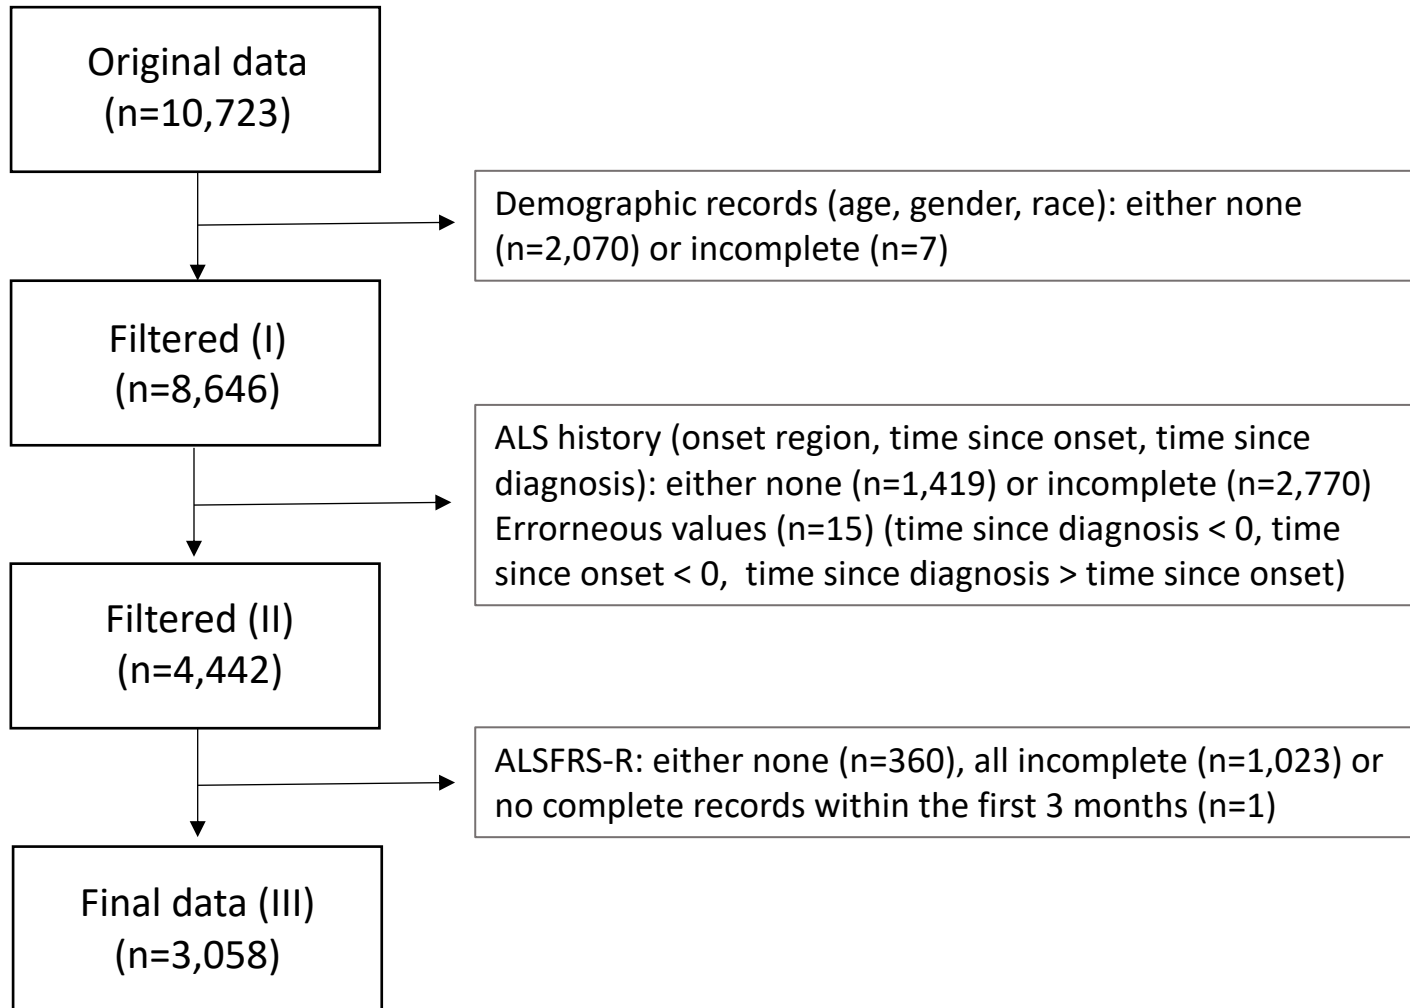 Original data
(n=10,723)
Demographic records (age, gender, race): either none
(n=2,070) or incomplete (n=7)
Filtered (I)
(n=8,646)
ALS history (onset region, time since onset, time since
diagnosis): either none (n=1,419) or incomplete (n=2,770)
Errorneous values (n=15) (time since diagnosis < 0, time
since onset < 0,  time since diagnosis > time since onset)
Filtered (II)
(n=4,442)
ALSFRS-R: either none (n=360), all incomplete (n=1,023) or
no complete records within the first 3 months (n=1)
Final data (III)
(n=3,058)